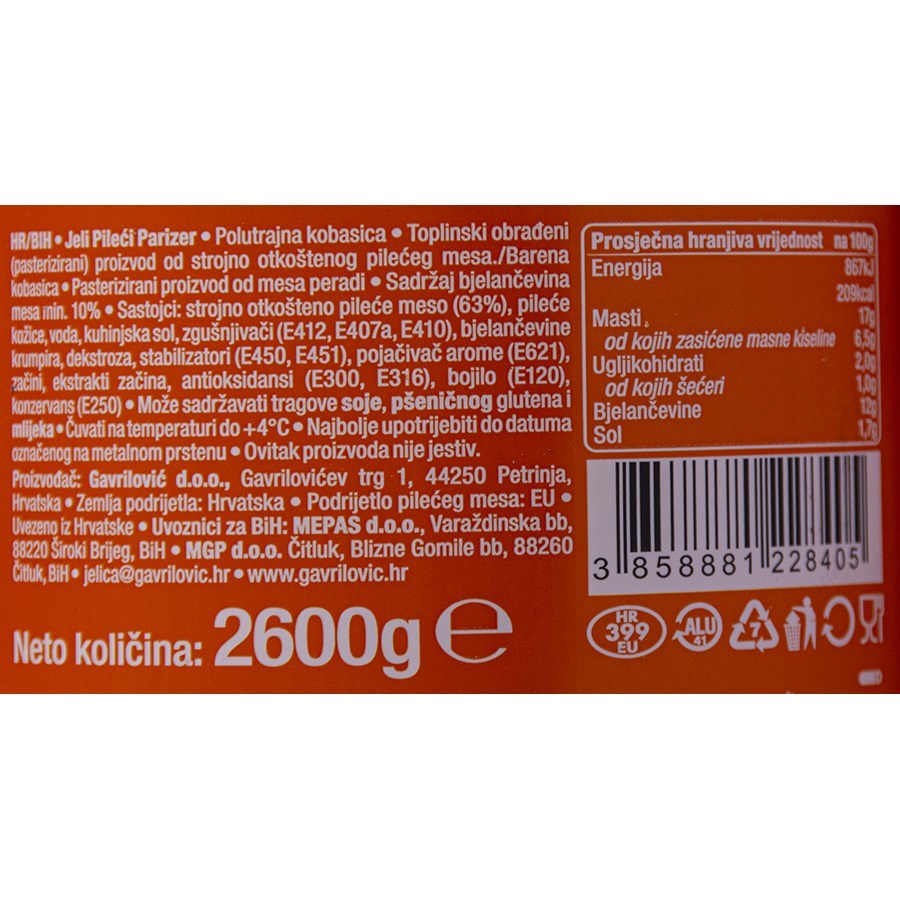 HR/BIH • Jeli Pileći Parizer • Polutrajna kobasica • Toplinski obrađeni
(pasterizirani) proizvod od strojno otkoštenog pilećeg mesa./Barena
kobasica • Pasterizirani proizvod od mesa peradi • Sadržaj bjelančevina
mesa min. 10% • Sastojci: strojno otkošteno pileće meso (63%), pileće
kožice, voda, kuhinjska sol, zgušnjivači (E412, E407a, E410), bjelančevine
krumpira, dekstroza, stabilizatori (E450, E451), pojačivač arome (E621),
začini, ekstrakti začina, antioksidansi (E300, E316), bojilo (E120),
konzervans (E250) • Može sadržavati tragove soje, pšeničnog glutena i
mlijeka • Čuvati na temperaturi do +4°C • Najbolje upotrijebiti do datuma
označenog na metalnom prstenu • Ovitak proizvoda nije jestiv.
Proizvođač: Gavrilović d.o.o., Gavrilovićev trg 1, 44250 Petrinja,
Hrvatska • Zemlja podrijetla: Hrvatska • Podrijetlo pilećeg mesa: EU •
Uvezeno iz Hrvatske • Uvoznici za BiH: MEPAS d.o.o., Varaždinska bb,
88220 Široki Brijeg, BiH • MGP d.o.o. Čitluk, Blizne Gomile bb, 88260
Čitluk, BiH • jelica@gavrilovic.hr • www.gavrilovic.hr
Neto količina: 2600g e
Prosječna hranjiva vrijednost na 100g
Energija 867kJ
209kcal
Masti 17g
od kojih zasićene masne kiseline 6,5g
Ugljikohidrati 2,0g
od kojih šećeri 1,0g
Bjelančevine 12g
Sol 1,7g
3 858881 228405
HR
399
EU
ALU
41
7